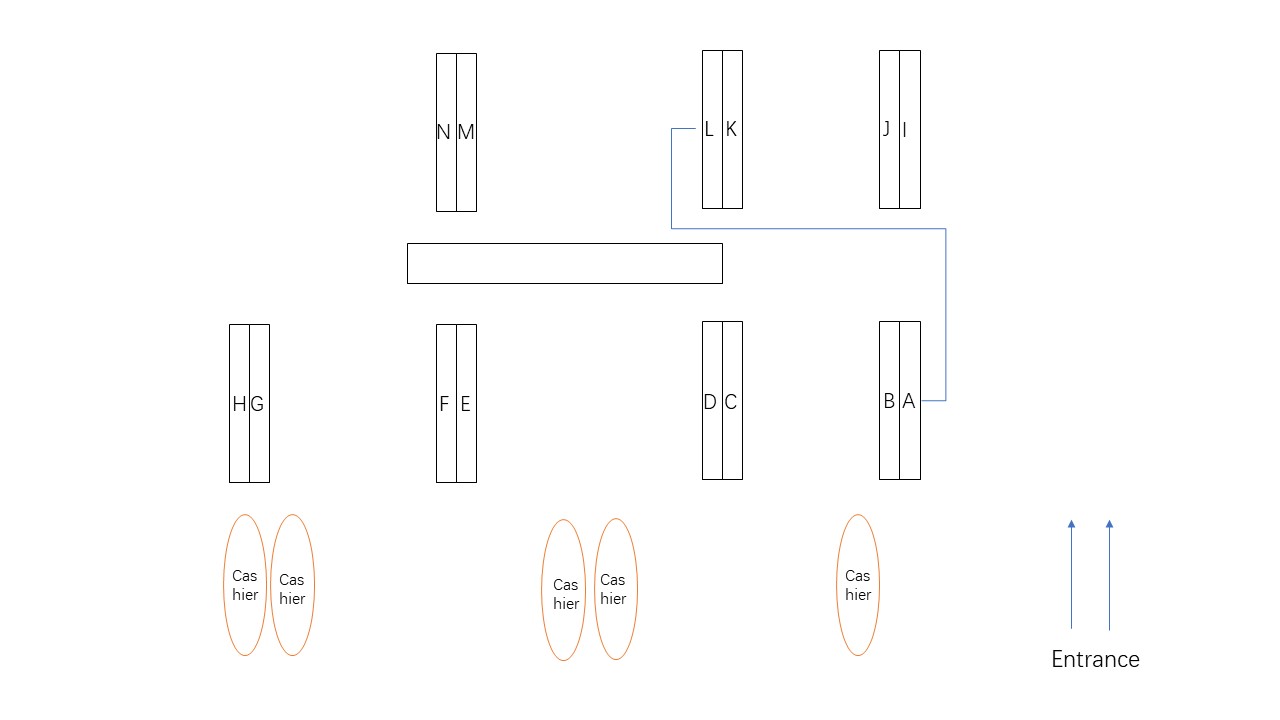 N M
L K
J I
H G
F E
D C
B A
Cas
hier
Cas
hier
Cas
hier
Cas
hier
Cas
hier
Entrance